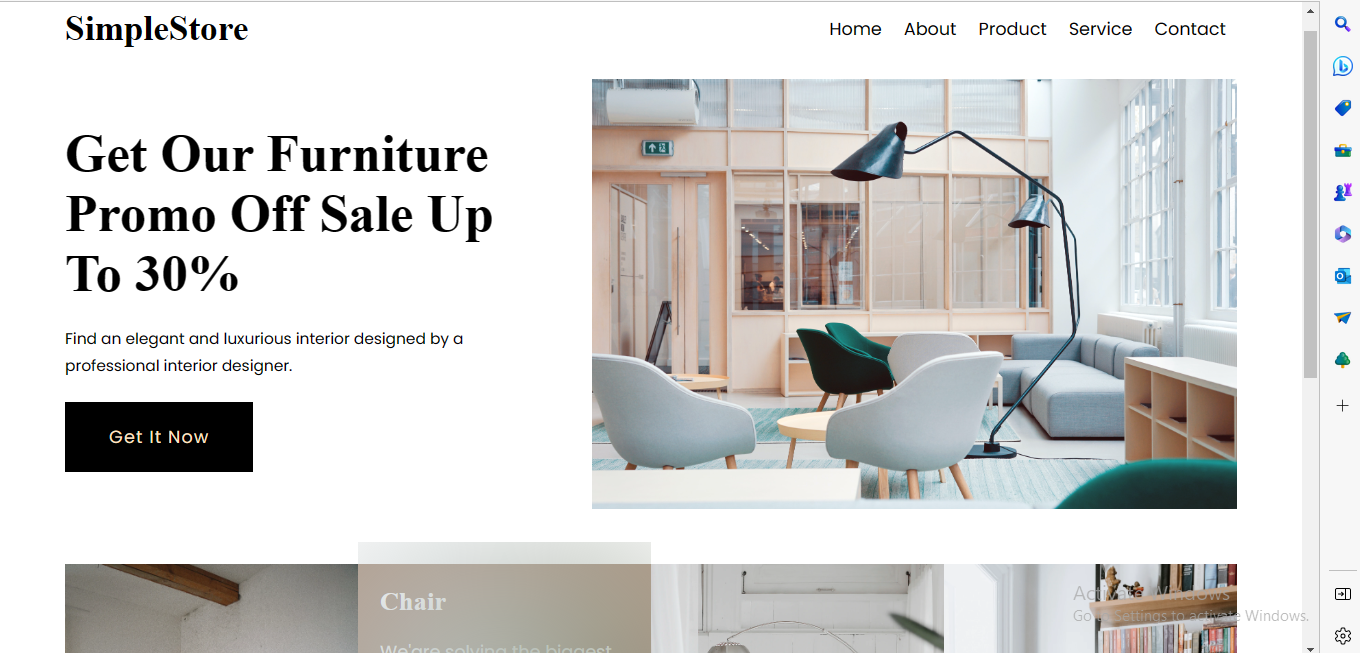 SimpleStore
Home About Product Service Contact
Get Our Furniture
Promo Off Sale Up
To 30%
Find an elegant and luxurious interior designed by a
professional interior designer.
Get It Now
Chair
We're solving the biggest
Activate Windows
Go to Settings to activate Windows.